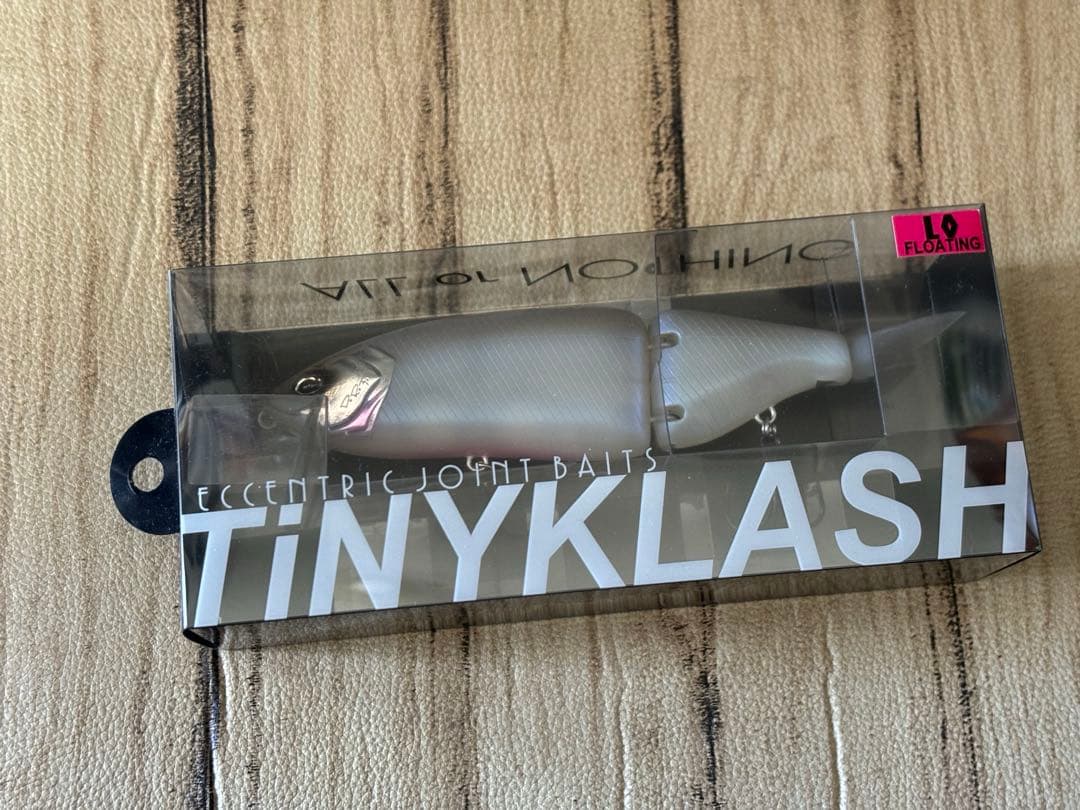 LO
FLOATING
ALL or NOTHING
ECCENTRIC JOINT BAITS
TiNYKLASH